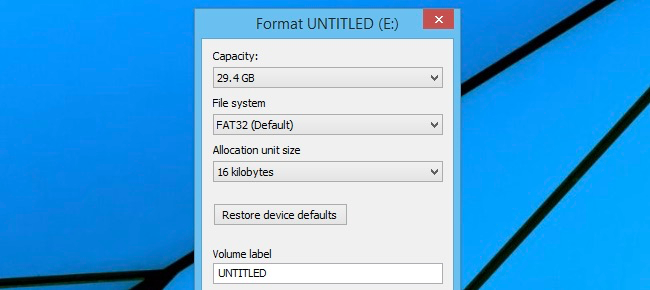 Format UNTITLED (E:)
Capacity:
29.4 GB
File system
FAT32 (Default)
Allocation unit size
16 kilobytes
Restore device defaults
Volume label
UNTITLED